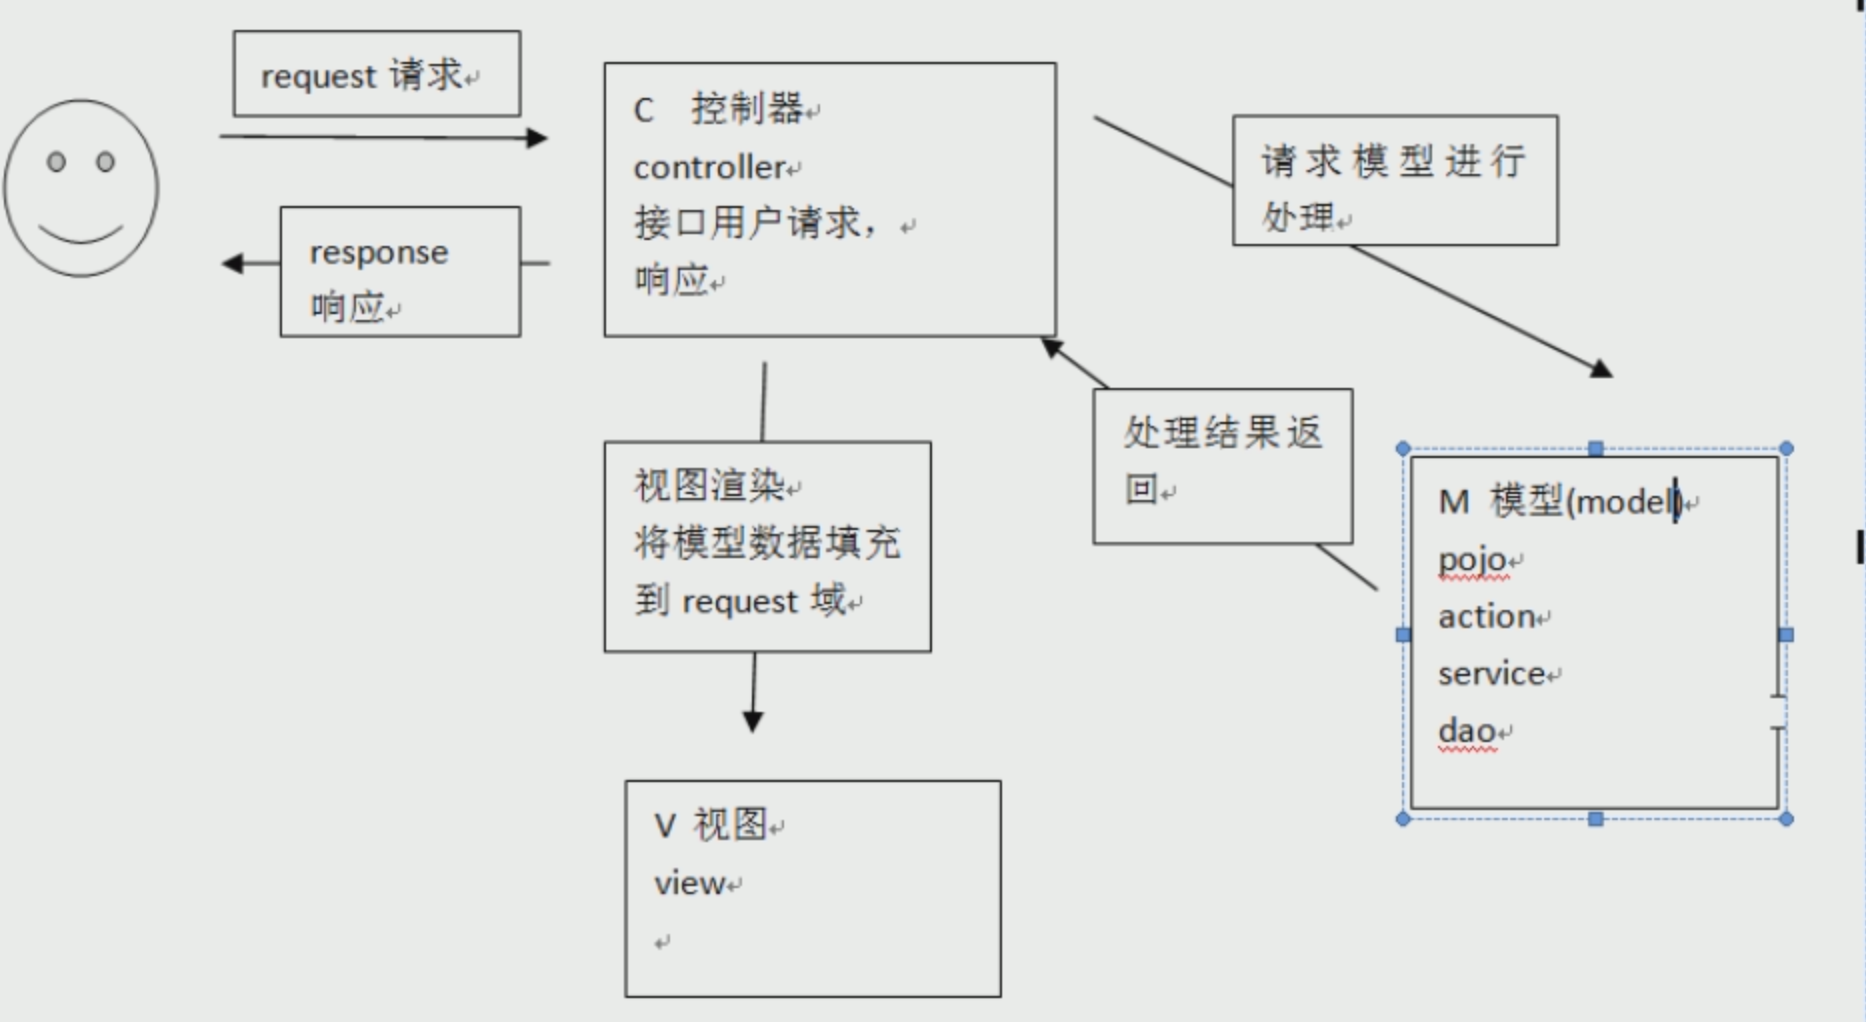 request 请求
C 控制器
controller
接口用户请求，
响应
response
响应
请求模型进行
处理
处理结果返
回
视图渲染
将模型数据填充
到 request 域
M 模型(model)
pojo
action
service
dao
V 视图
view